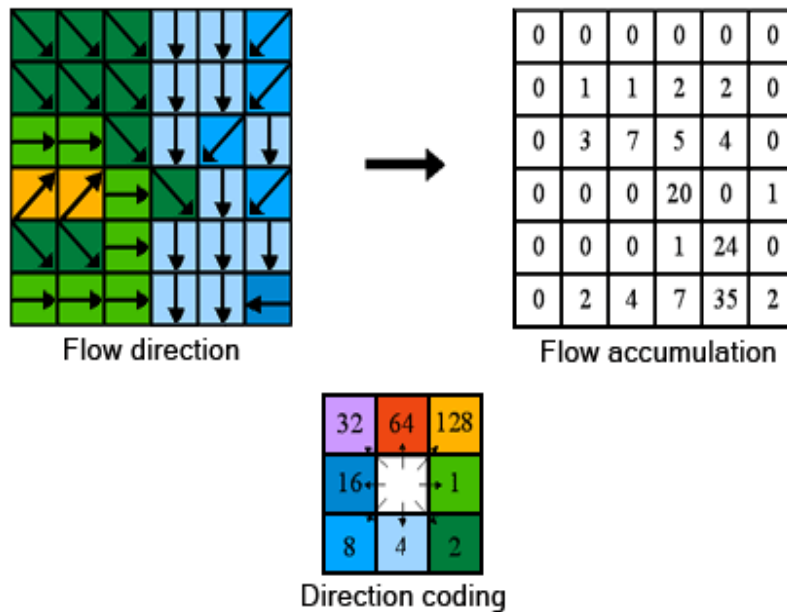 0 0 0 0 0 0
0 1 1 2 2 0
0 3 7 5 4 0
0 0 0 20 0 1
0 0 0 1 24 0
0 2 4 7 35 2
Flow direction
Flow accumulation
32 64 128
16 1
8 4 2
Direction coding